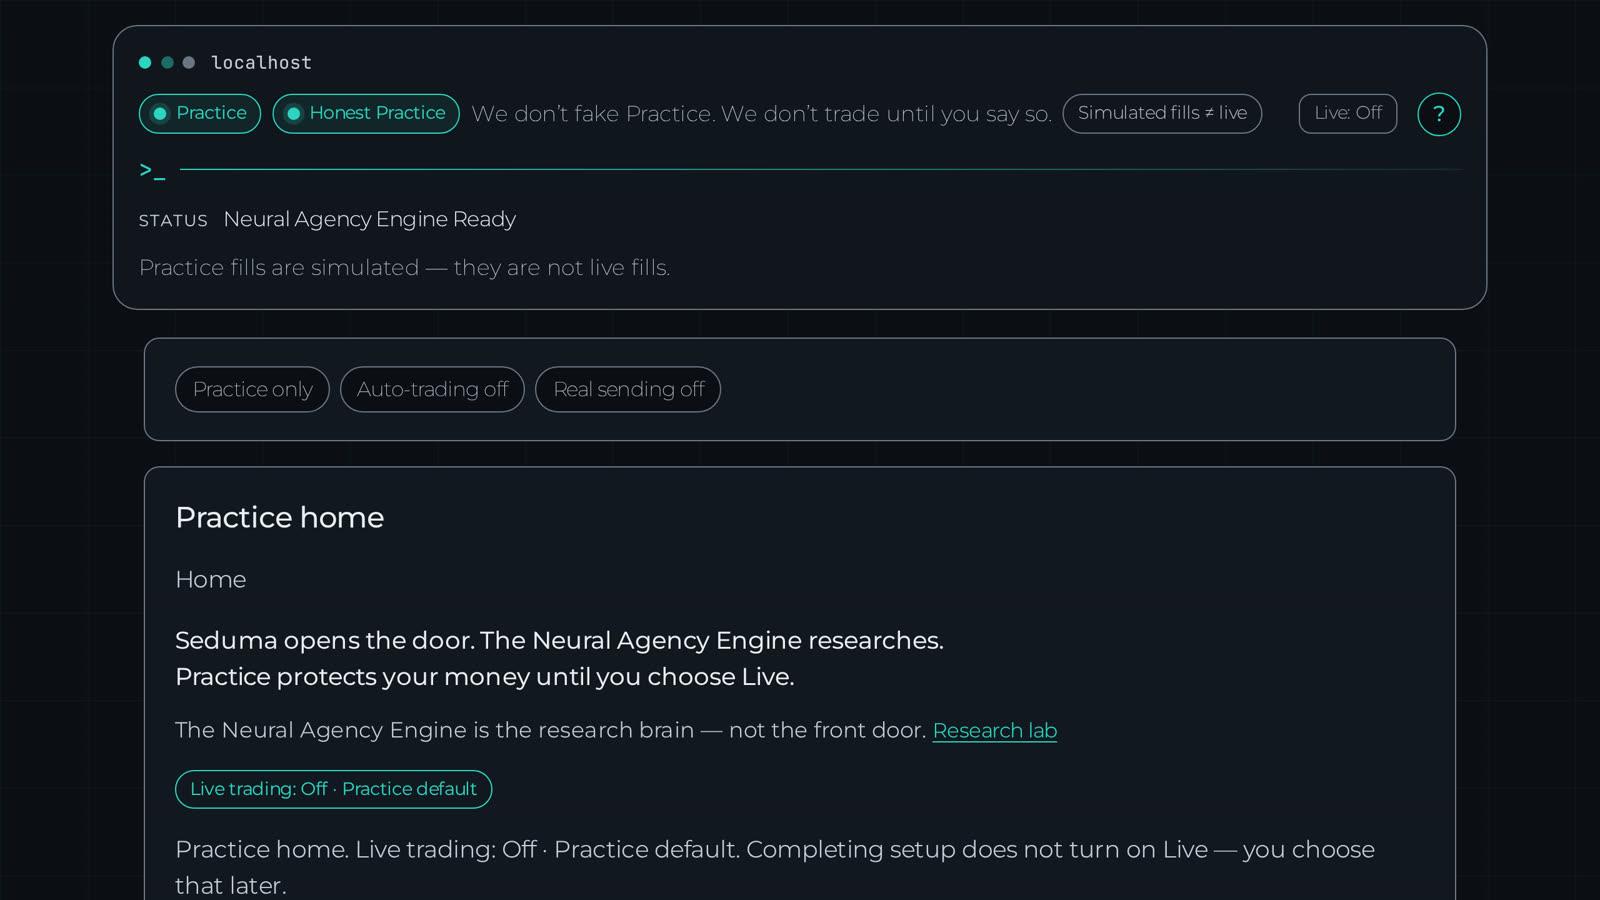 localhost
Practice Honest Practice We don’t fake Practice. We don’t trade until you say so. Simulated fills ≠ live Live: Off ?
>_
STATUS Neural Agency Engine Ready
Practice fills are simulated — they are not live fills.
Practice only Auto-trading off Real sending off
Practice home
Home
Seduma opens the door. The Neural Agency Engine researches.
Practice protects your money until you choose Live.
The Neural Agency Engine is the research brain — not the front door. Research lab
Live trading: Off · Practice default
Practice home. Live trading: Off · Practice default. Completing setup does not turn on Live — you choose
that later.